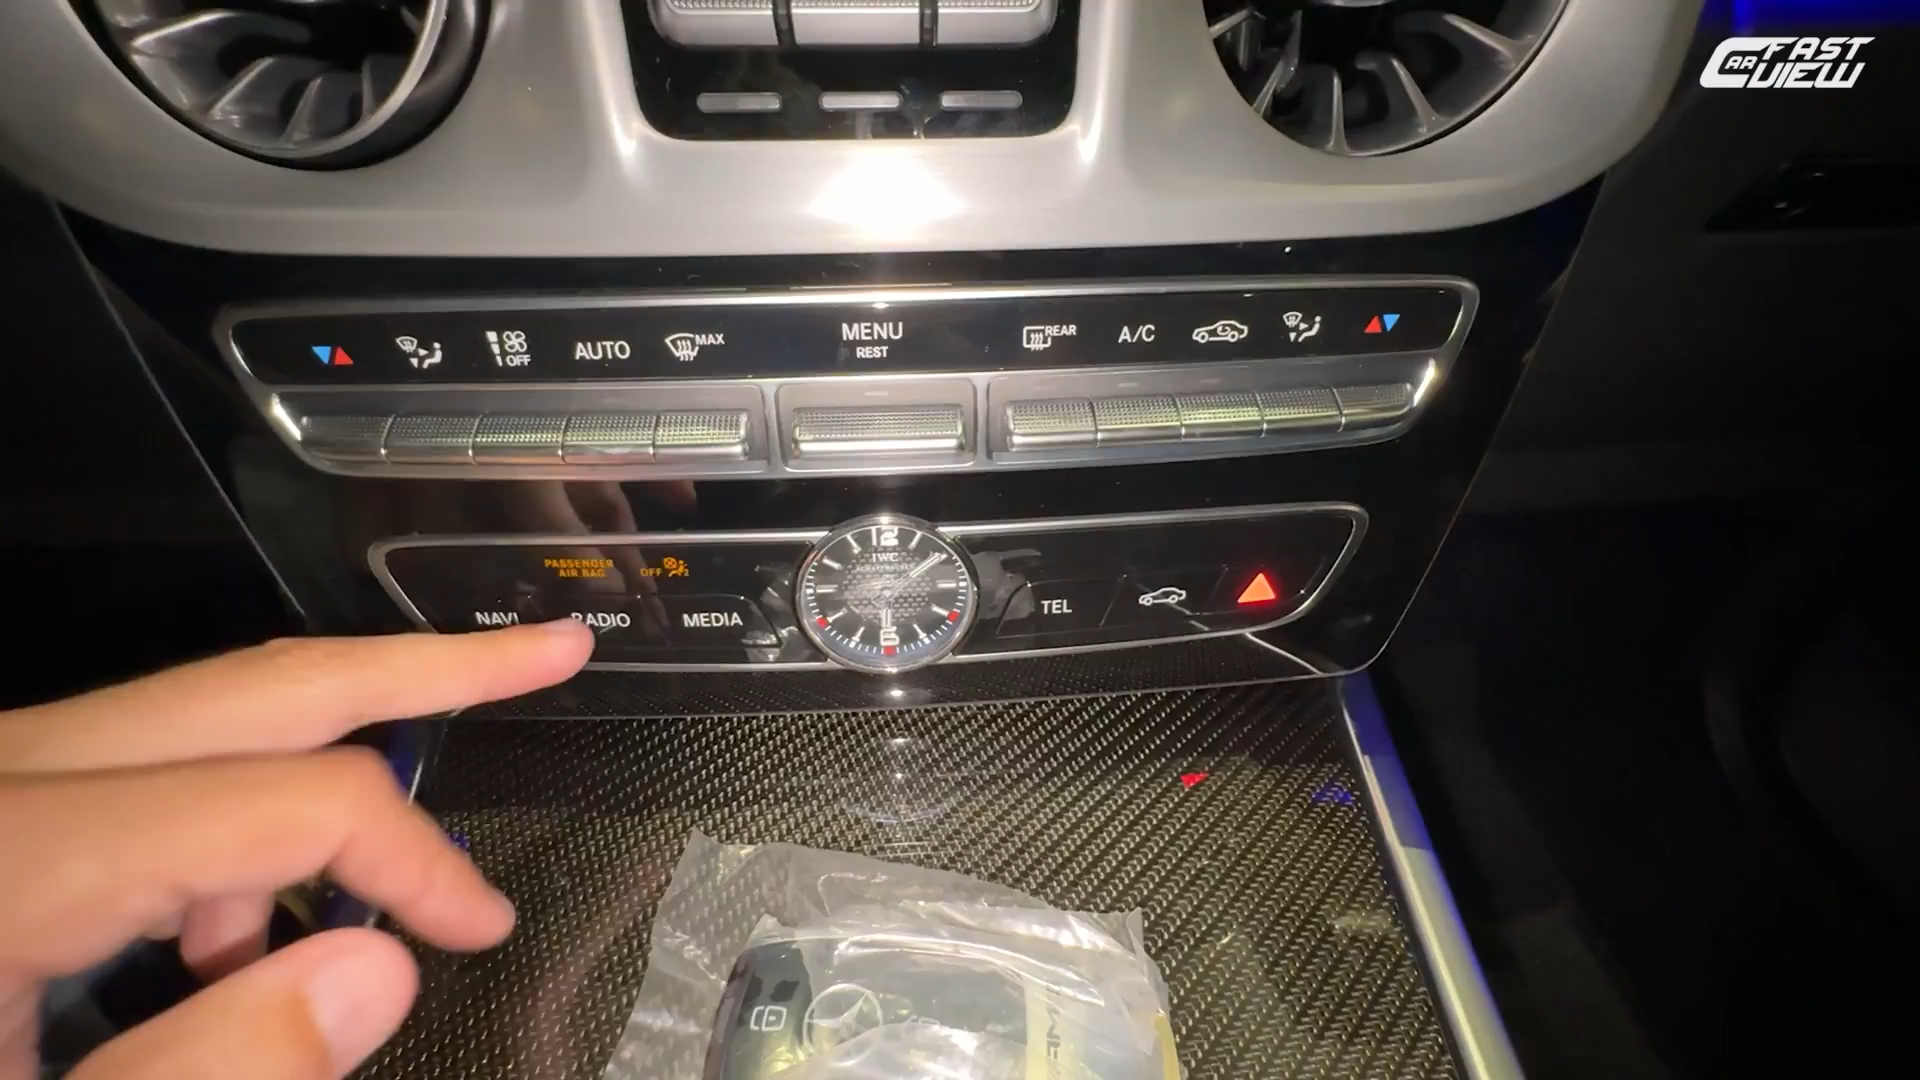 FAST
CAR VIEW
OFF
AUTO
MAX
MENU
REST
REAR
A/C
PASSENGER
AIR BAG
OFF
2
NAVI
RADIO
MEDIA
12
IWC
6
TEL